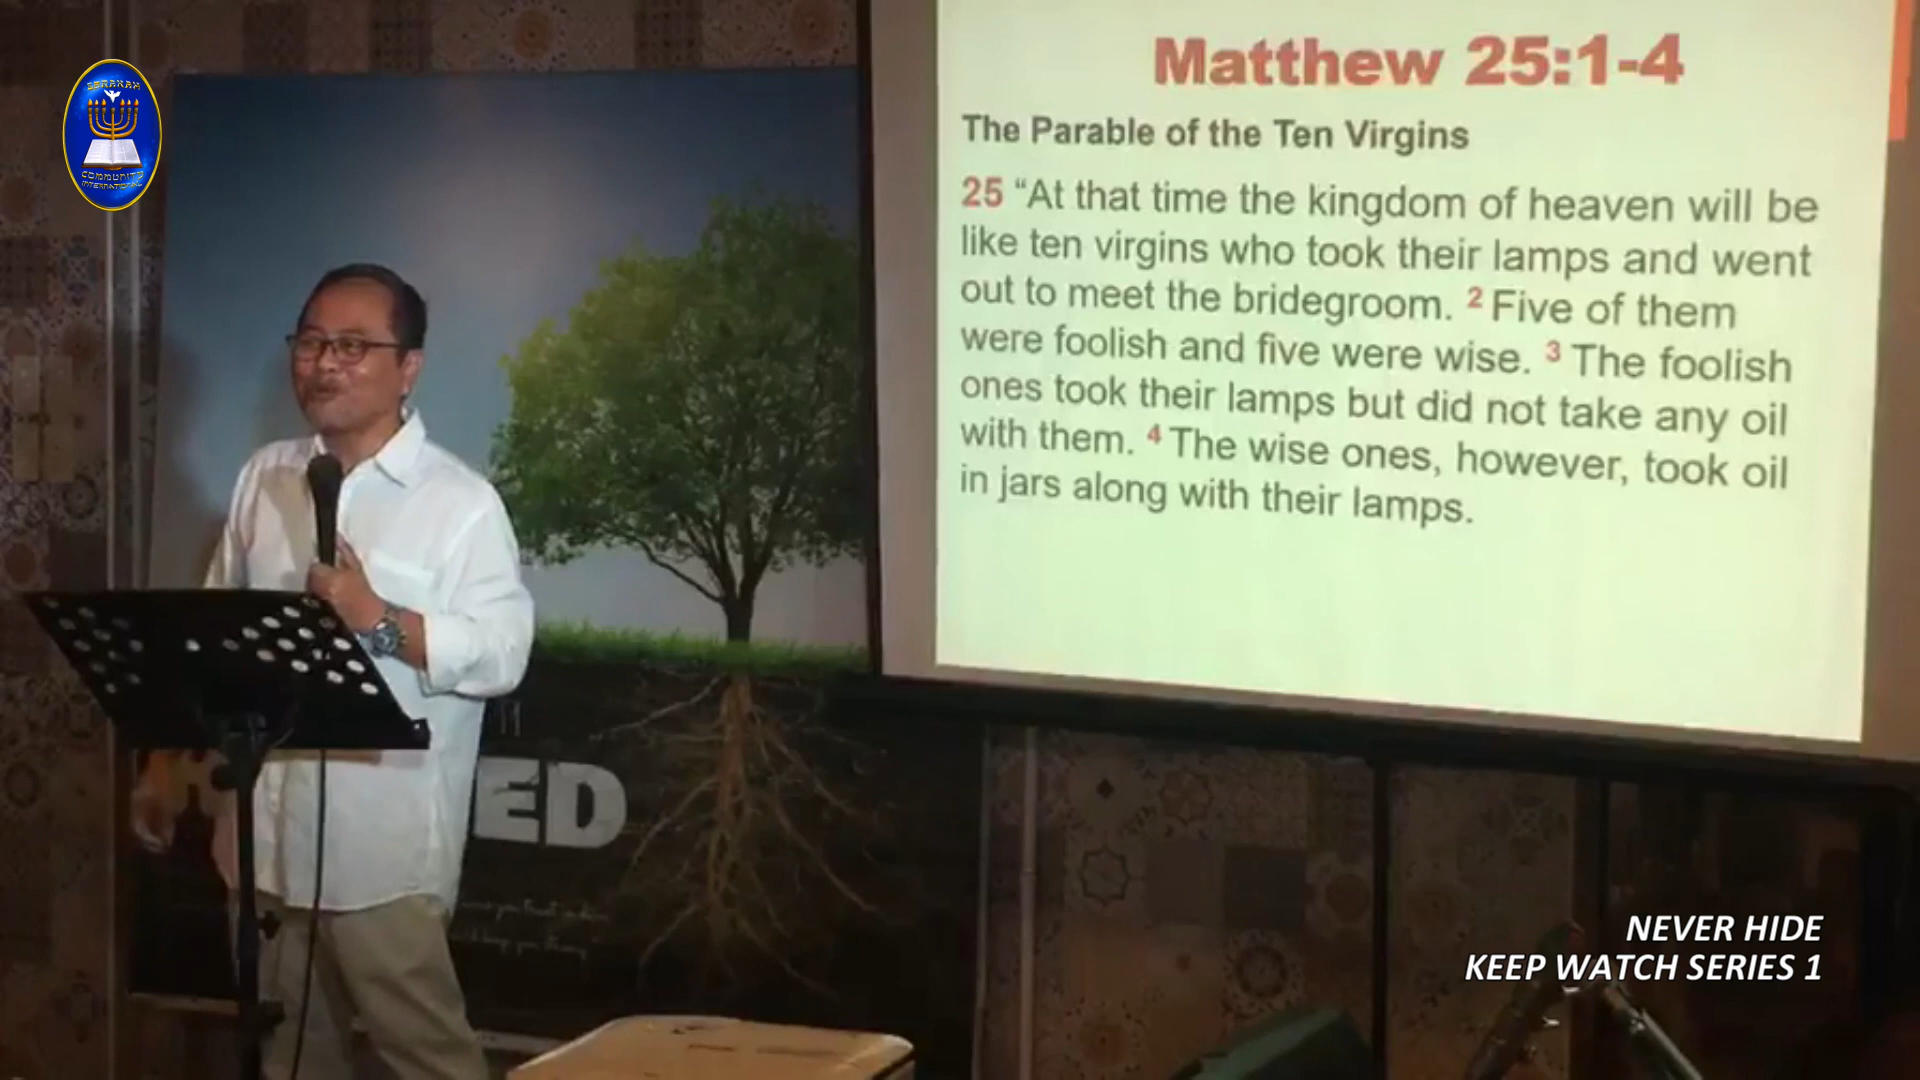 BERAKAH
COMMUNITY
INTERNATIONAL
Matthew 25:1-4
The Parable of the Ten Virgins
25 “At that time the kingdom of heaven will be
like ten virgins who took their lamps and went
out to meet the bridegroom. 2 Five of them
were foolish and five were wise. 3 The foolish
ones took their lamps but did not take any oil
with them. 4 The wise ones, however, took oil
in jars along with their lamps.
ED
NEVER HIDE
KEEP WATCH SERIES 1